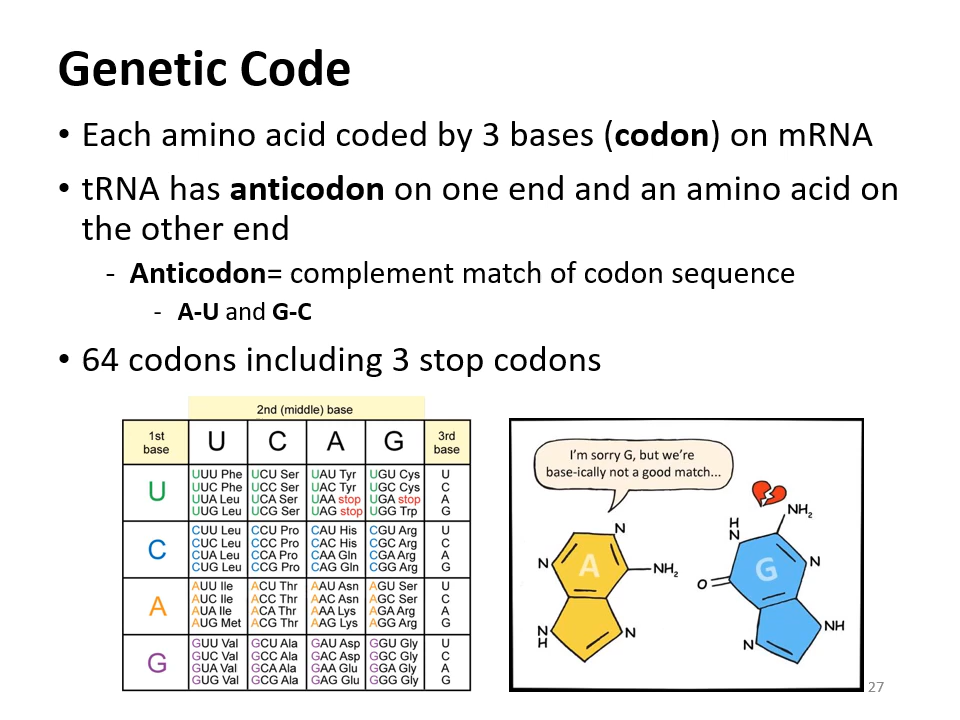 Genetic Code
• Each amino acid coded by 3 bases (codon) on mRNA
• tRNA has anticodon on one end and an amino acid on
the other end
- Anticodon= complement match of codon sequence
- A-U and G-C
• 64 codons including 3 stop codons
2nd (middle) base
1st base U C A G 3rd base
U
UUU Phe UCU Ser UAU Tyr UGU Cys U
UUC Phe UCC Ser UAC Tyr UGC Cys C
UUA Leu UCA Ser UAA stop UGA stop A
UUG Leu UCG Ser UAG stop UGG Trp G
C
CUU Leu CCU Pro CAU His CGU Arg U
CUC Leu CCC Pro CAC His CGC Arg C
CUA Leu CCA Pro CAA Gln CGA Arg A
CUG Leu CCG Pro CAG Gln CGG Arg G
A
AUU Ile ACU Thr AAU Asn AGU Ser U
AUC Ile ACC Thr AAC Asn AGC Ser C
AUA Ile ACA Thr AAA Lys AGA Arg A
AUG Met ACG Thr AAG Lys AGG Arg G
G
GUU Val GCU Ala GAU Asp GGU Gly U
GUC Val GCC Ala GAC Asp GGC Gly C
GUA Val GCA Ala GAA Glu GGA Gly A
GUG Val GCG Ala GAG Glu GGG Gly G
I'm sorry G, but we're
base-ically not a good match...
N
N
A
NH₂
N
H
N
NH₂
H
N
N
G
O
NH
N
27